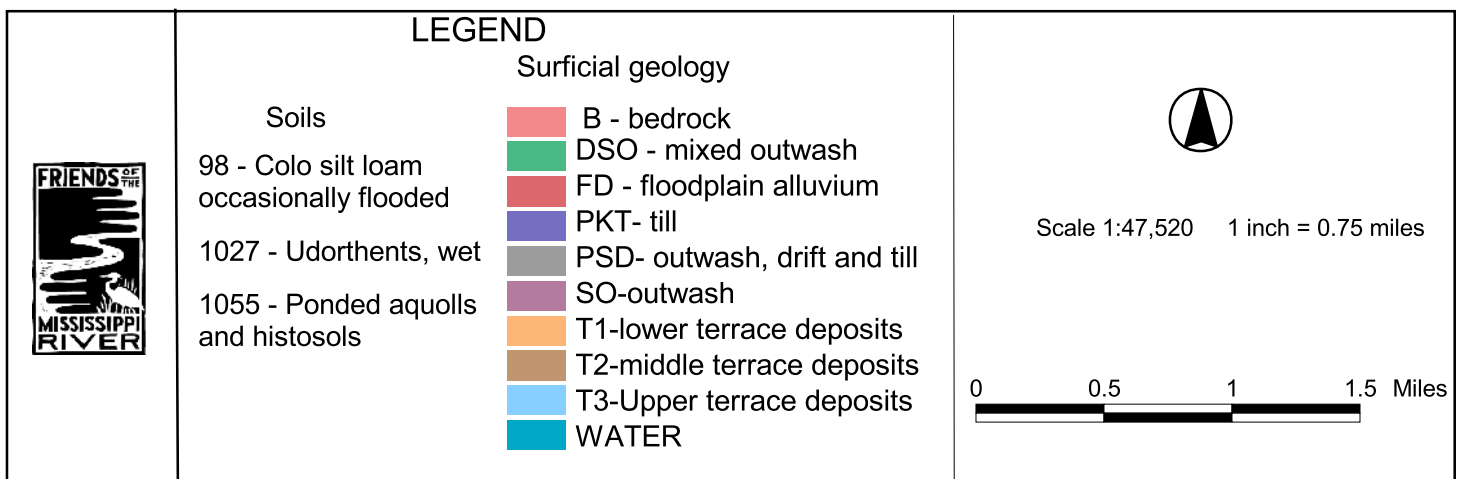 LEGEND
FRIENDS OF THE
MISSISSIPPI
RIVER
Soils
98 - Colo silt loam
occasionally flooded
1027 - Udorthents, wet
1055 - Ponded aquolls
and histosols
Surficial geology
B - bedrock
DSO - mixed outwash
FD - floodplain alluvium
PKT- till
PSD- outwash, drift and till
SO-outwash
T1-lower terrace deposits
T2-middle terrace deposits
T3-Upper terrace deposits
WATER
Scale 1:47,520 1 inch = 0.75 miles
0 0.5 1 1.5 Miles